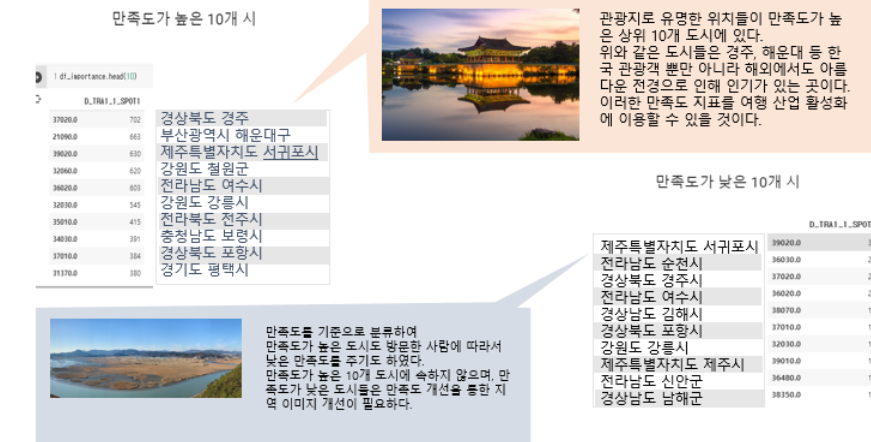 만족도가 높은 10개 시
1 df_importance.head(10)
D_TRA1_1_SPOT1
37020.0 702 경상북도 경주
21090.0 663 부산광역시 해운대구
39020.0 630 제주특별자치도 서귀포시
32060.0 620 강원도 철원군
36020.0 603 전라남도 여수시
32030.0 545 강원도 강릉시
35010.0 415 전라북도 전주시
34030.0 391 충청남도 보령시
37010.0 384 경상북도 포항시
31370.0 380 경기도 평택시
관광지로 유명한 위치들이 만족도가 높
은 상위 10개 도시에 있다.
위와 같은 도시들은 경주, 해운대 등 한
국 관광객 뿐만 아니라 해외에서도 아름
다운 전경으로 인해 인기가 있는 곳이다.
이러한 만족도 지표를 여행 산업 활성화
에 이용할 수 있을 것이다.
만족도가 낮은 10개 시
D_TRA1_1_SPOT
제주특별자치도 서귀포시 39020.0
전라남도 순천시 36030.0
경상북도 경주시 37020.0
전라남도 여수시 36020.0
경상남도 김해시 38070.0
경상북도 포항시 37010.0
강원도 강릉시 32030.0
제주특별자치도 제주시 39010.0
전라남도 신안군 36480.0
경상남도 남해군 38350.0
만족도를 기준으로 분류하여
만족도가 높은 도시도 방문한 사람에 따라서
낮은 만족도를 주기도 하였다.
만족도가 높은 10개 도시에 속하지 않으며, 만
족도가 낮은 도시들은 만족도 개선을 통한 지
역 이미지 개선이 필요하다.